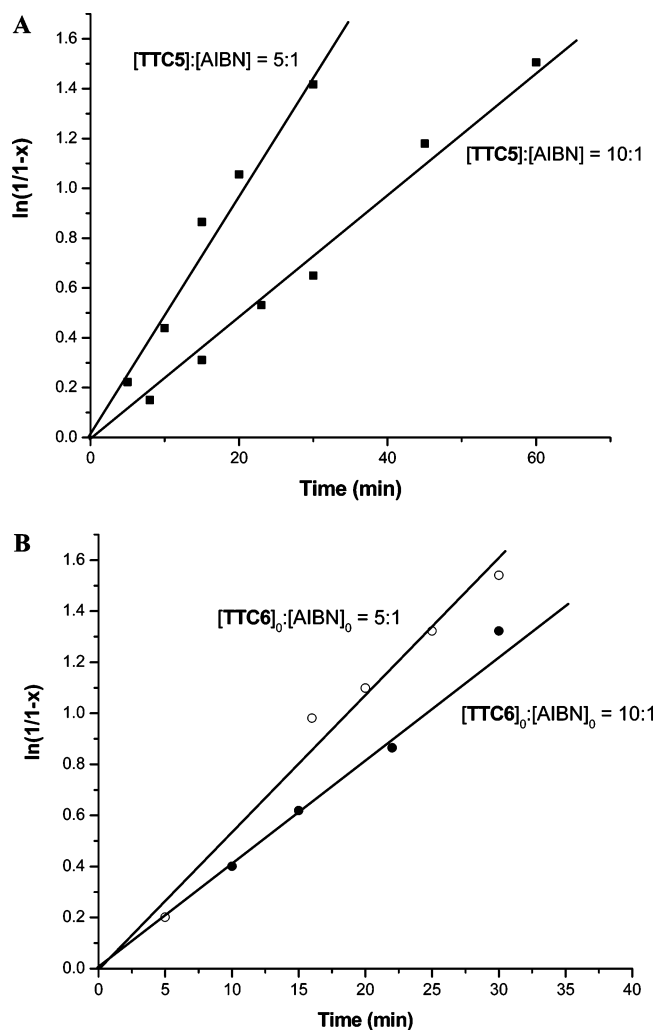 A
1.6
[TTC5]:[AIBN] = 5:1
1.4
1.2
[TTC5]:[AIBN] = 10:1
1.0
ln(1/1-x)
0.8
0.6
0.4
0.2
0.0
0 20 40 60
Time (min)
B
1.6
[TTC6]₀:[AIBN]₀ = 5:1
1.4
1.2
1.0
[TTC6]₀:[AIBN]₀ = 10:1
ln(1/1-x)
0.8
0.6
0.4
0.2
0.0
0 5 10 15 20 25 30 35 40
Time (min)